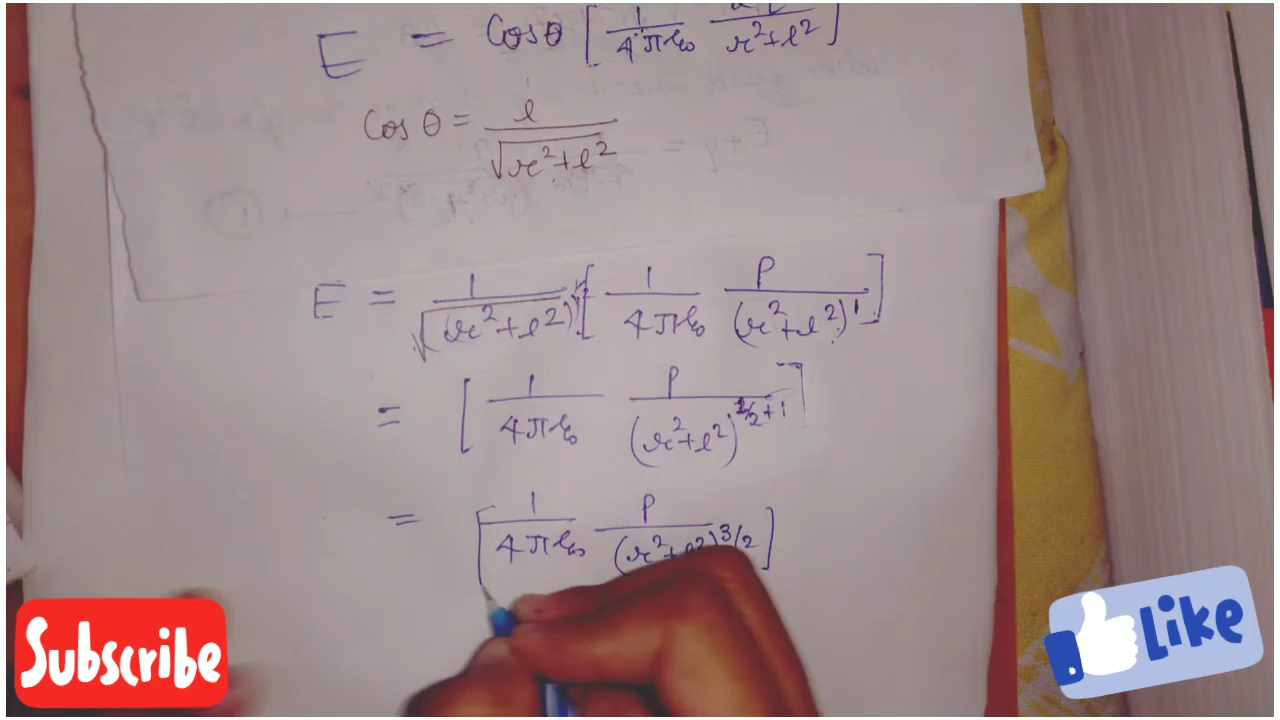 E = Cosθ [ 1/4πε₀ 2qℓ/r²+ℓ² ]
Cos θ = ℓ/√r²+ℓ²
E = 1/√(r²+ℓ²) [ 1/4πε₀ P/(r²+ℓ²)¹ ]
= [ 1/4πε₀ P/(r²+ℓ²)^1/2+1 ]
= [ 1/4πε₀ P/(r²+ℓ²)^3/2 ]
Subscribe
Like